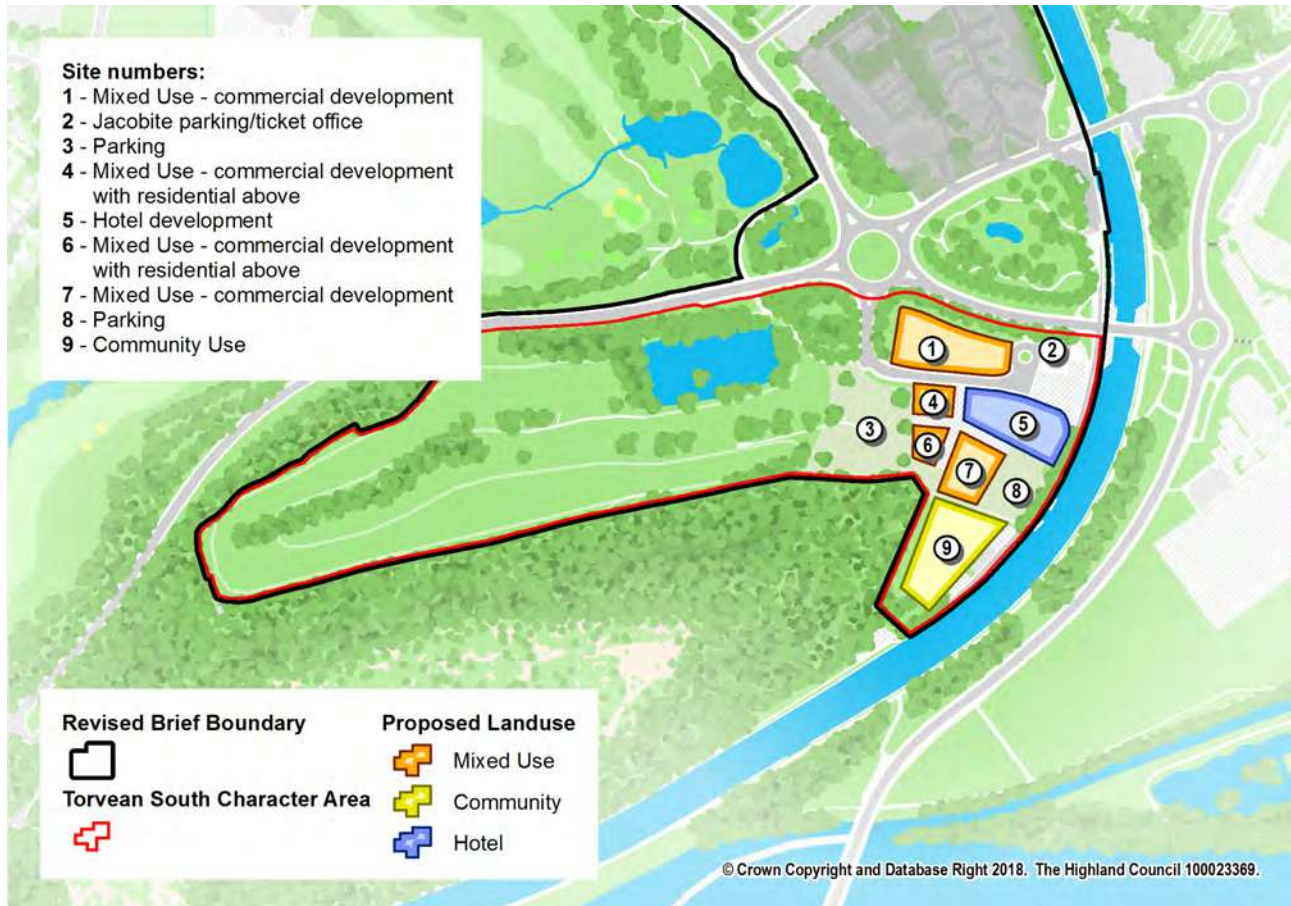 Site numbers:
1 - Mixed Use - commercial development
2 - Jacobite parking/ticket office
3 - Parking
4 - Mixed Use - commercial development
with residential above
5 - Hotel development
6 - Mixed Use - commercial development
with residential above
7 - Mixed Use - commercial development
8 - Parking
9 - Community Use
1
2
4
5
3
6
7
8
9
Revised Brief Boundary
Torvean South Character Area
Proposed Landuse
Mixed Use
Community
Hotel
© Crown Copyright and Database Right 2018. The Highland Council 100023369.